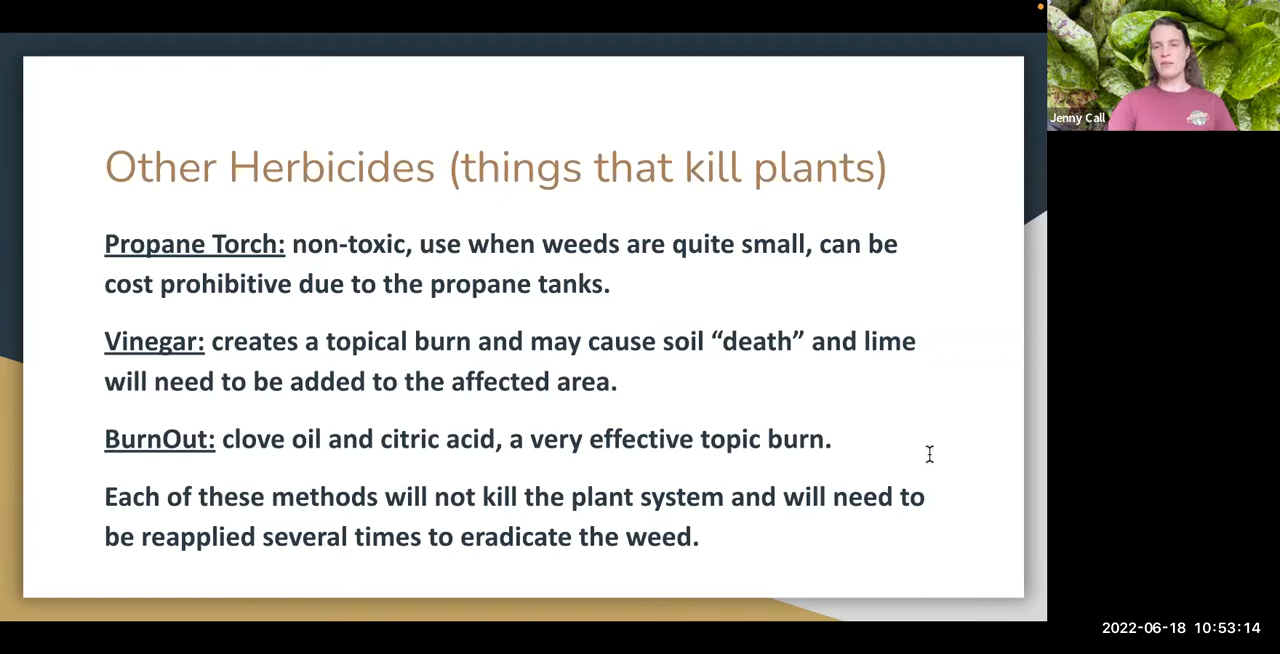 Other Herbicides (things that kill plants)
Propane Torch: non-toxic, use when weeds are quite small, can be
cost prohibitive due to the propane tanks.
Vinegar: creates a topical burn and may cause soil “death” and lime
will need to be added to the affected area.
BurnOut: clove oil and citric acid, a very effective topic burn.
Each of these methods will not kill the plant system and will need to
be reapplied several times to eradicate the weed.
Jenny Call
2022-06-18 10:53:14